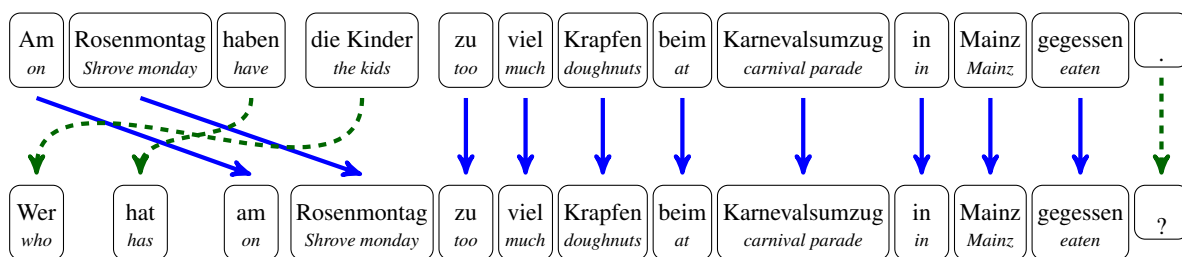 Am Rosenmontag haben die Kinder zu viel Krapfen beim Karnevalsumzug in Mainz gegessen .
on Shrove monday have the kids too much doughnuts at carnival parade in Mainz eaten
Wer hat am Rosenmontag zu viel Krapfen beim Karnevalsumzug in Mainz gegessen ?
who has on Shrove monday too much doughnuts at carnival parade in Mainz eaten